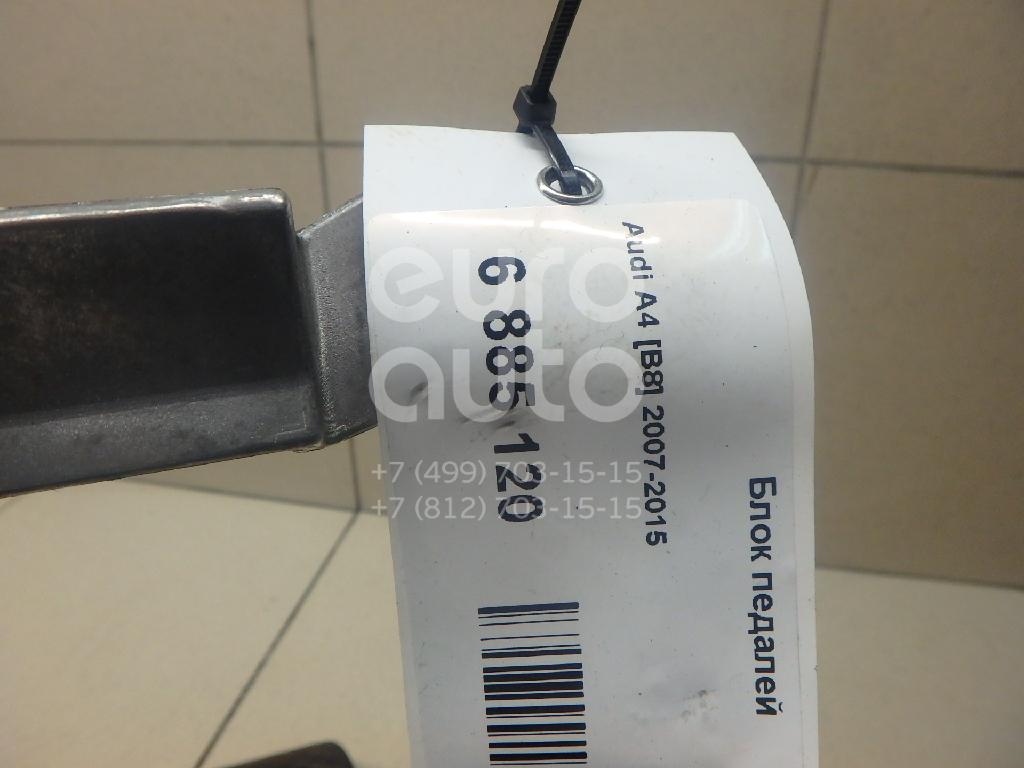 Блок педалей
Audi A4 [B8] 2007-2015
6 885 120
euro
auto
+7 (499) 703-15-15
+7 (812) 703-15-15